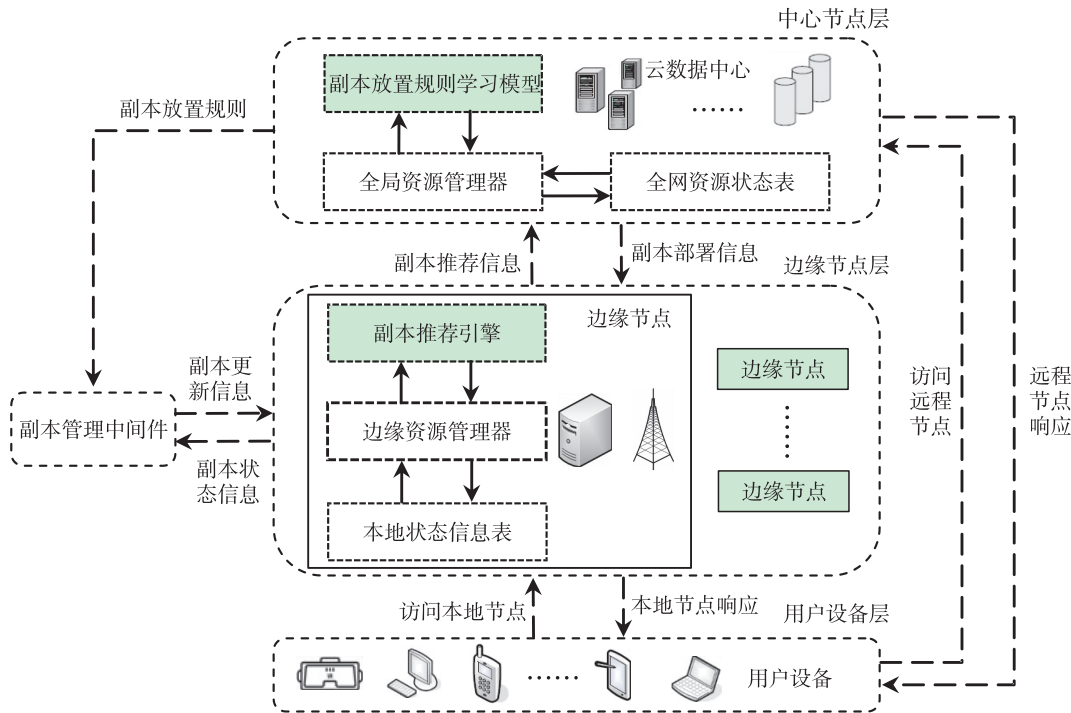 中心节点层
副本放置规则学习模型
云数据中心
······
副本放置规则
全局资源管理器
全网资源状态表
副本推荐信息
副本部署信息
边缘节点层
副本推荐引擎
边缘节点
边缘节点
副本更
新信息
副本管理中间件
边缘资源管理器
······
访问
远程
节点
远程
节点
响应
副本状
态信息
边缘节点
本地状态信息表
访问本地节点
本地节点响应
用户设备层
······
用户设备